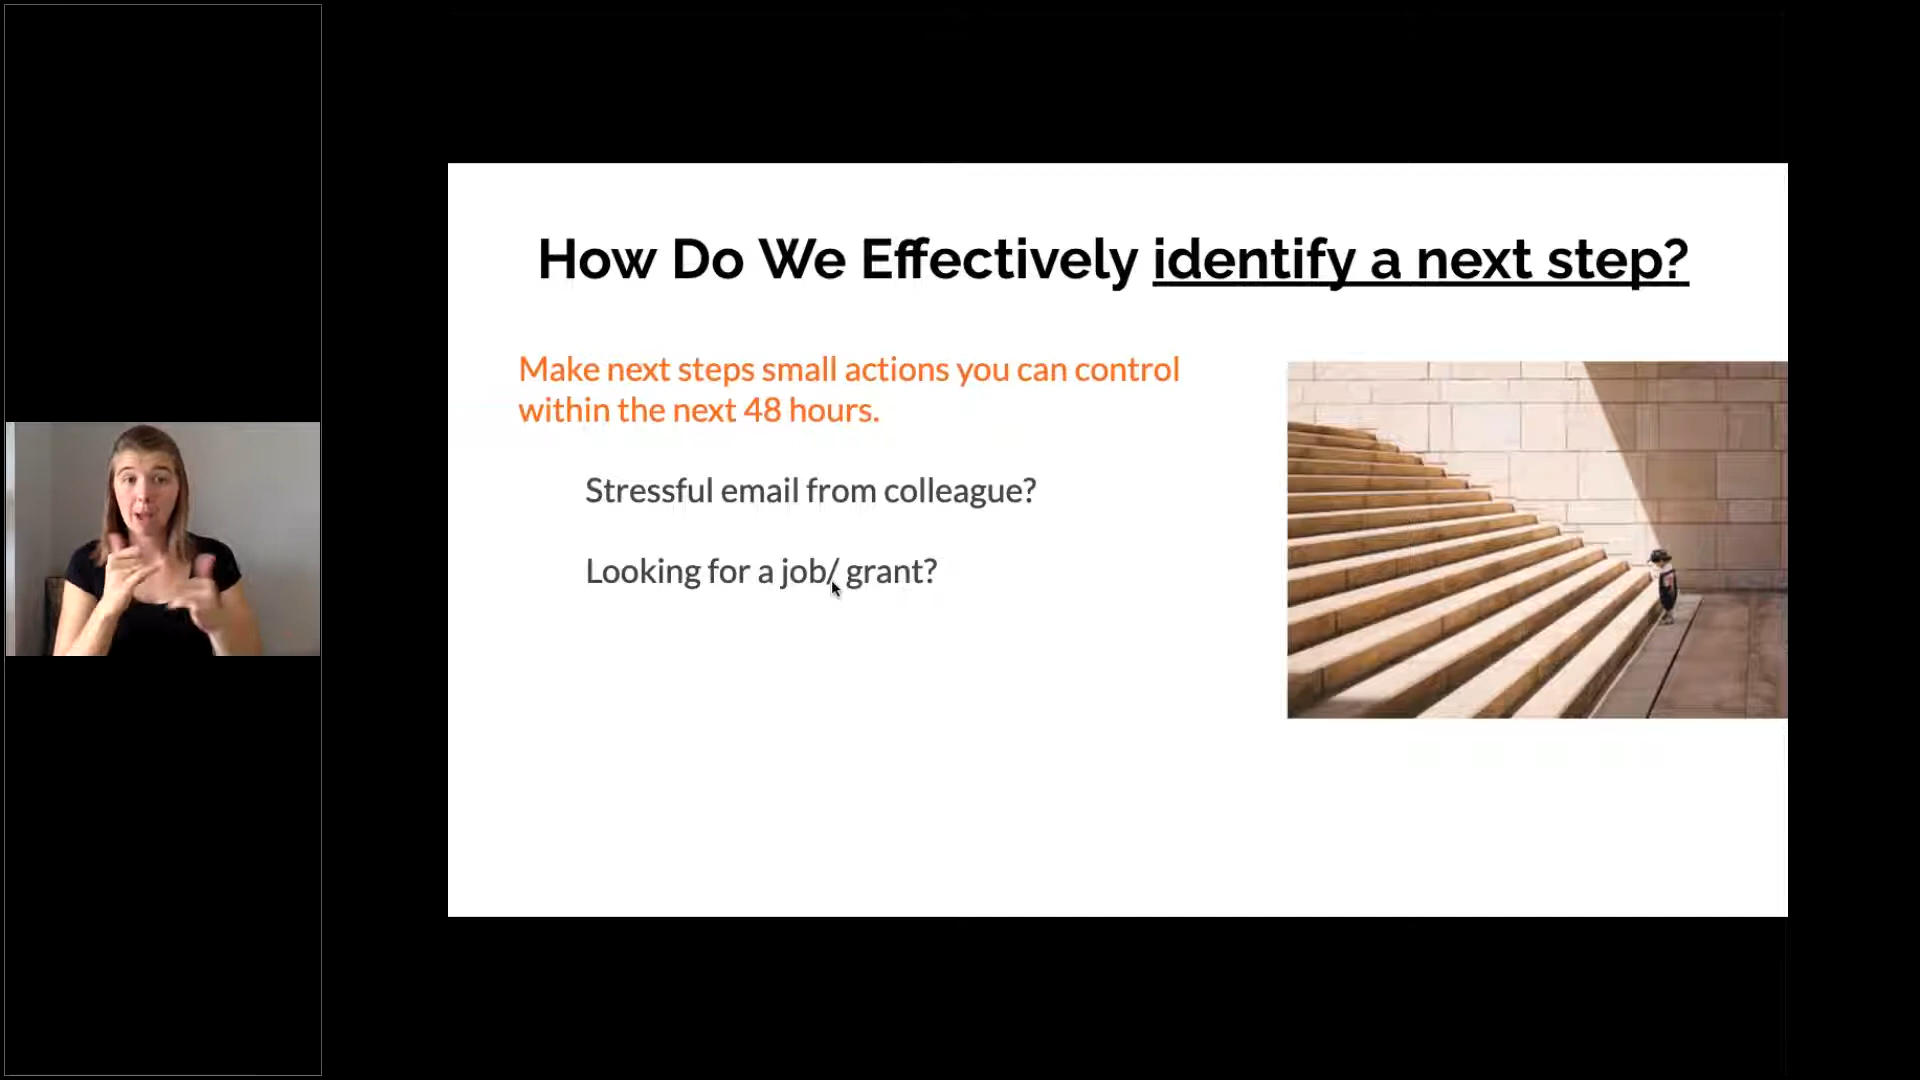 How Do We Effectively identify a next step?
Make next steps small actions you can control
within the next 48 hours.
Stressful email from colleague?
Looking for a job/ grant?